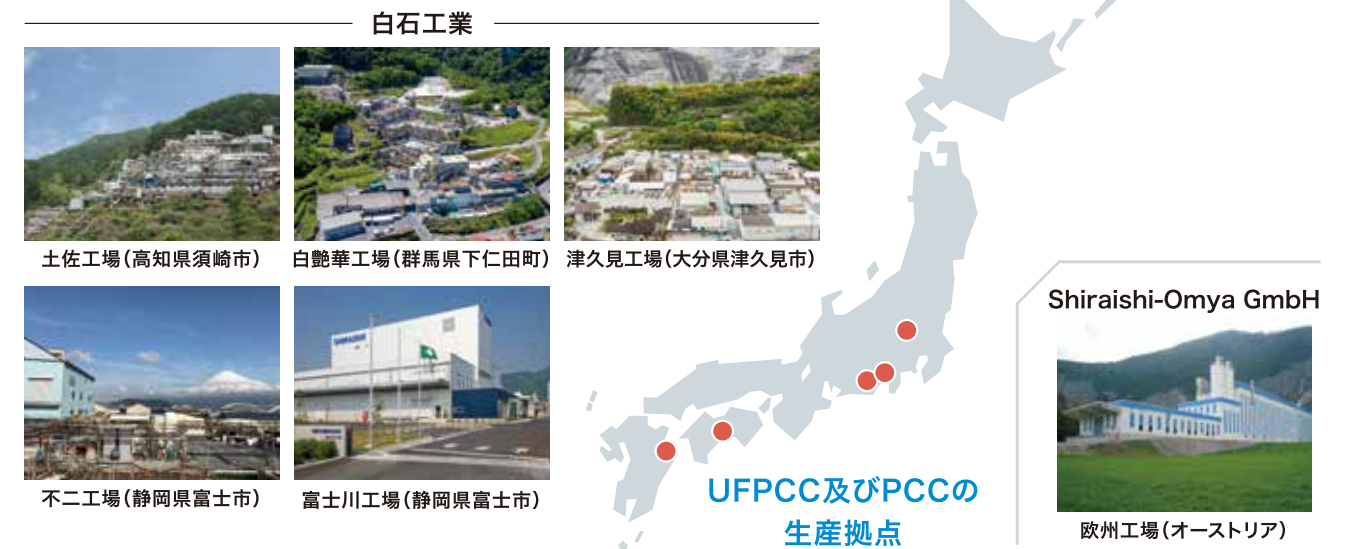 白石工業
土佐工場（高知県須崎市）
白艶華工場（群馬県下仁田町）
津久見工場（大分県津久見市）
SHIRAISHI
不二工場（静岡県富士市）
富士川工場（静岡県富士市）
UFPCC及びPCCの
生産拠点
Shiraishi-Omya GmbH
欧州工場（オーストリア）